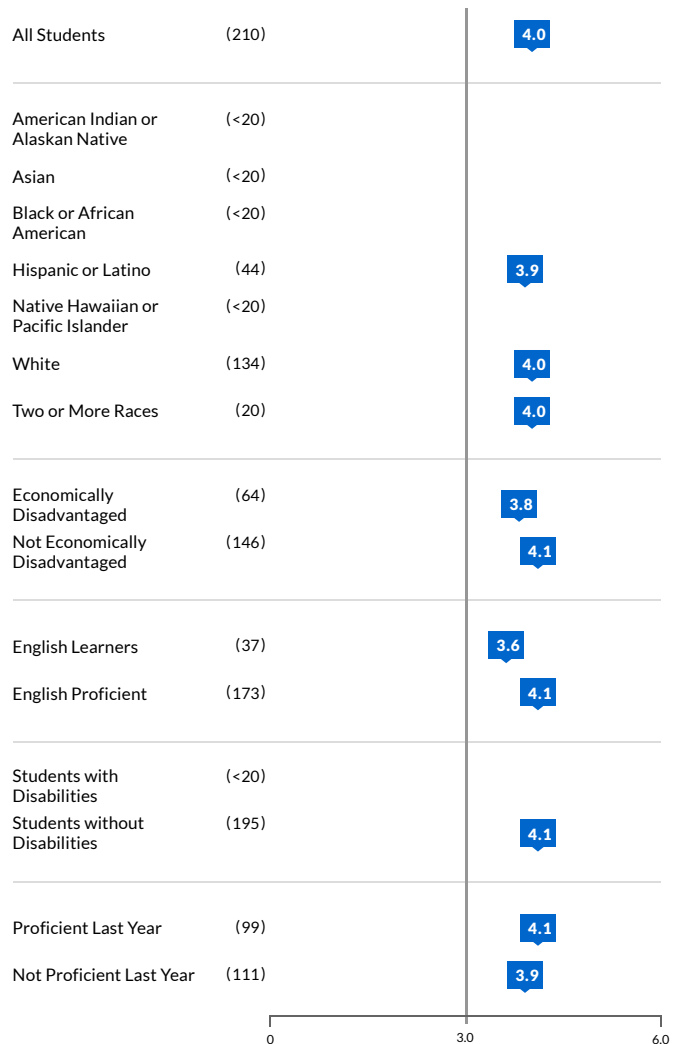 All Students (210) 4.0
American Indian or (<20)
Alaskan Native
Asian (<20)
Black or African (<20)
American
Hispanic or Latino (44) 3.9
Native Hawaiian or (<20)
Pacific Islander
White (134) 4.0
Two or More Races (20) 4.0
Economically (64) 3.8
Disadvantaged
Not Economically (146) 4.1
Disadvantaged
English Learners (37) 3.6
English Proficient (173) 4.1
Students with (<20)
Disabilities
Students without (195) 4.1
Disabilities
Proficient Last Year (99) 4.1
Not Proficient Last Year (111) 3.9
0 3.0 6.0